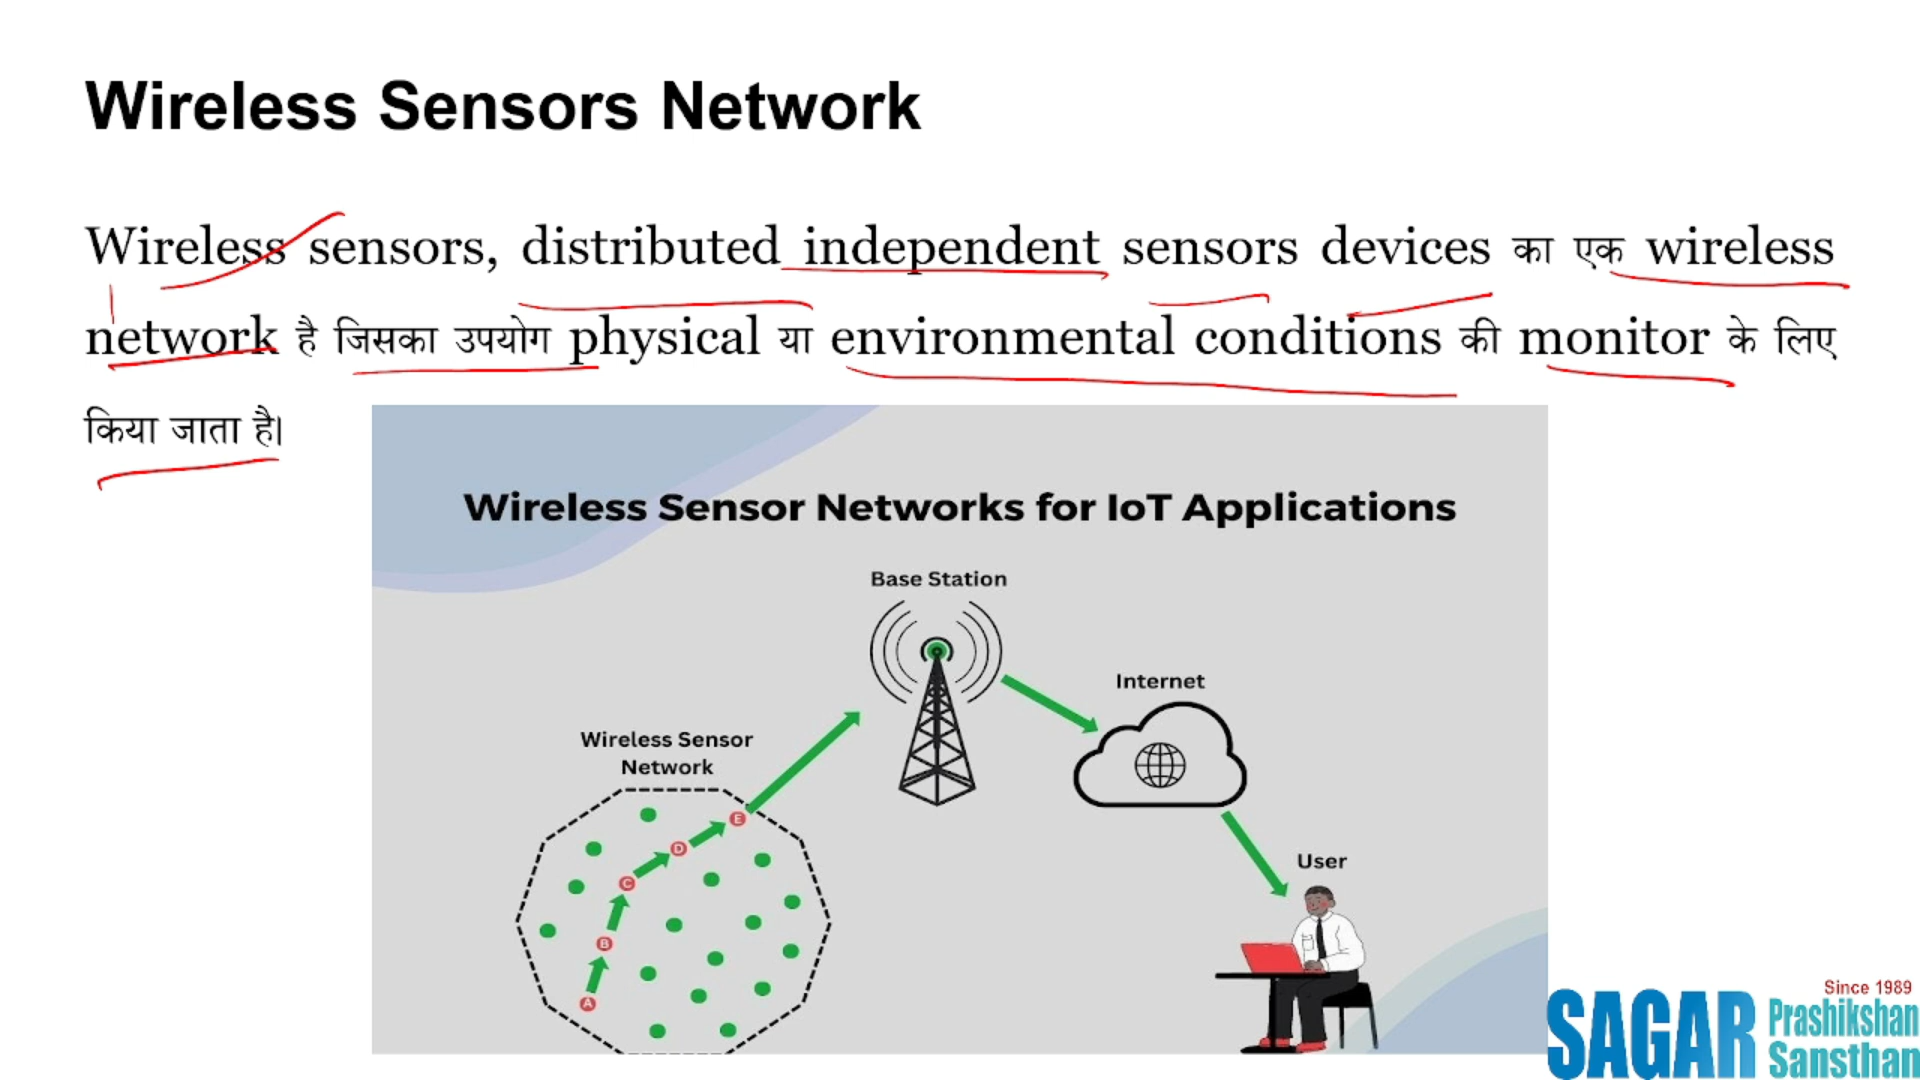 Wireless Sensors Network
Wireless sensors, distributed independent sensors devices का एक wireless
network है जिसका उपयोग physical या environmental conditions की monitor के लिए
किया जाता है।
Wireless Sensor Networks for IoT Applications
Base Station
Internet
Wireless Sensor
Network
User
E
D
C
B
A
Since 1989
SAGAR Prashikshan
Sansthan